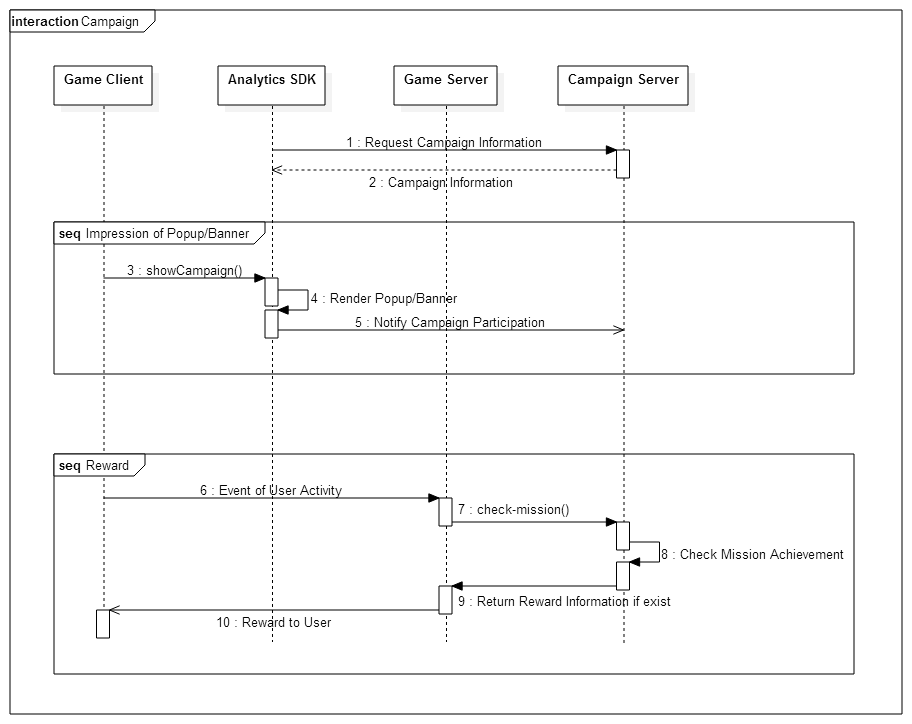 interaction Campaign
Game Client
Analytics SDK
Game Server
Campaign Server
1 : Request Campaign Information
2 : Campaign Information
seq Impression of Popup/Banner
3 : showCampaign()
4 : Render Popup/Banner
5 : Notify Campaign Participation
seq Reward
6 : Event of User Activity
7 : check-mission()
8 : Check Mission Achievement
9 : Return Reward Information if exist
10 : Reward to User